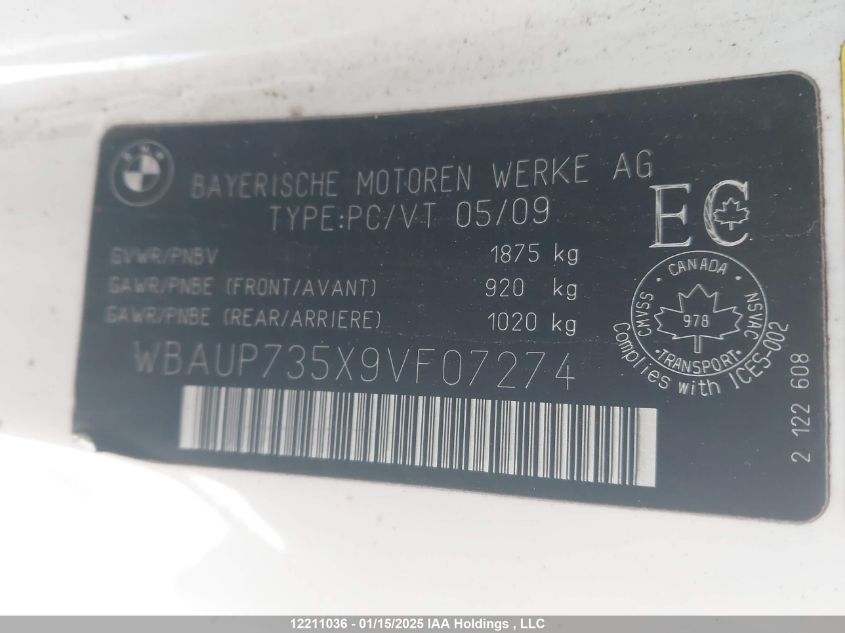 BMW
BAYERISCHE MOTOREN WERKE AG
TYPE:PC/VT 05/09
GVWR/PNBV 1875 kg
GAWR/PNBE (FRONT/AVANT) 920 kg
GAWR/PNBE (REAR/ARRIERE) 1020 kg
WBAUP735X9VF07274
EC
CANADA
CMVSS
NSVAC
978
TRANSPORT
Complies with ICES-002
2 122 608
12211036 - 01/15/2025 IAA Holdings , LLC